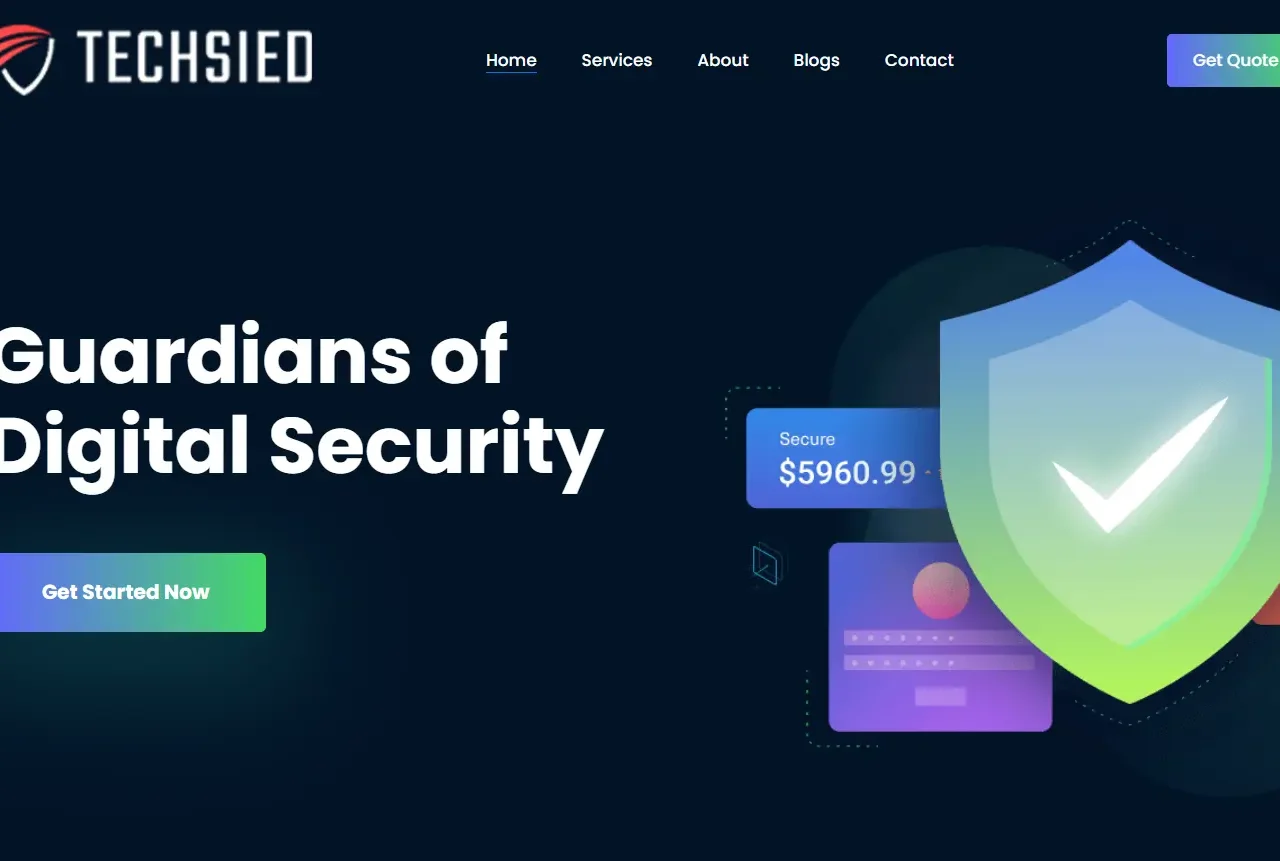 TECHSIED
Home
Services
About
Blogs
Contact
Get Quote
Guardians of
Digital Security
Get Started Now
Secure
$5960.99